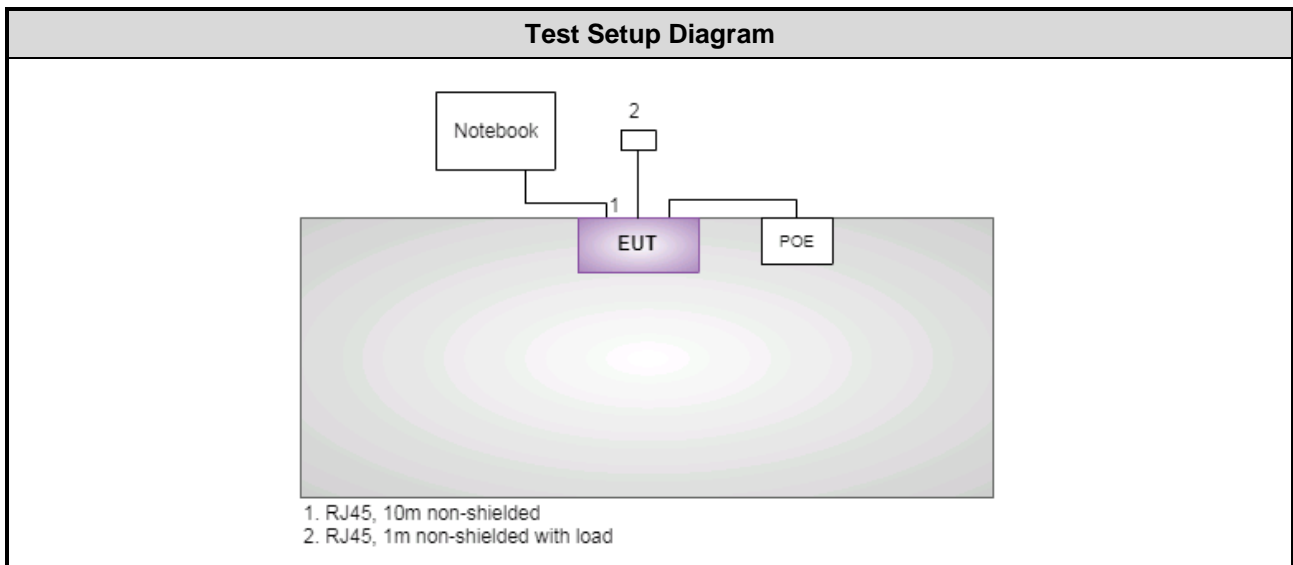 Test Setup Diagram
2
Notebook
1
EUT
POE
1. RJ45, 10m non-shielded
2. RJ45, 1m non-shielded with load